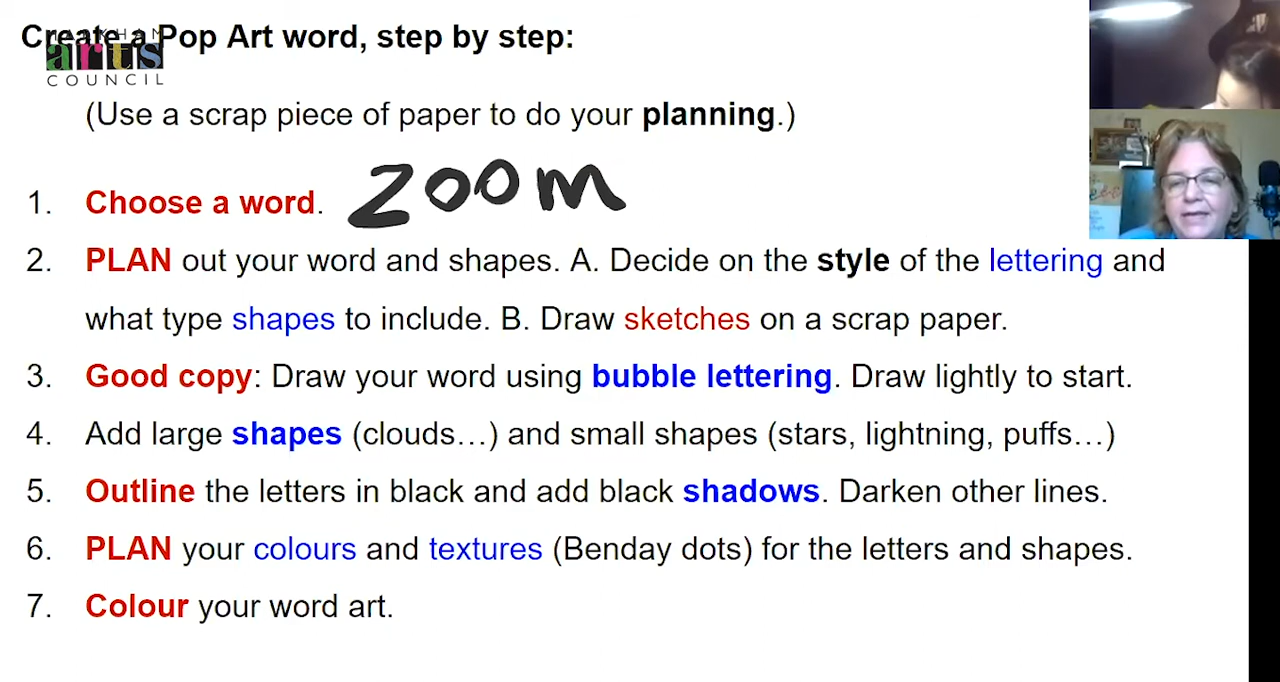 Create a Pop Art word, step by step:
MARKHAM
arts
COUNCIL
(Use a scrap piece of paper to do your planning.)
1. Choose a word. ZOOM
2. PLAN out your word and shapes. A. Decide on the style of the lettering and
what type shapes to include. B. Draw sketches on a scrap paper.
3. Good copy: Draw your word using bubble lettering. Draw lightly to start.
4. Add large shapes (clouds…) and small shapes (stars, lightning, puffs…)
5. Outline the letters in black and add black shadows. Darken other lines.
6. PLAN your colours and textures (Benday dots) for the letters and shapes.
7. Colour your word art.